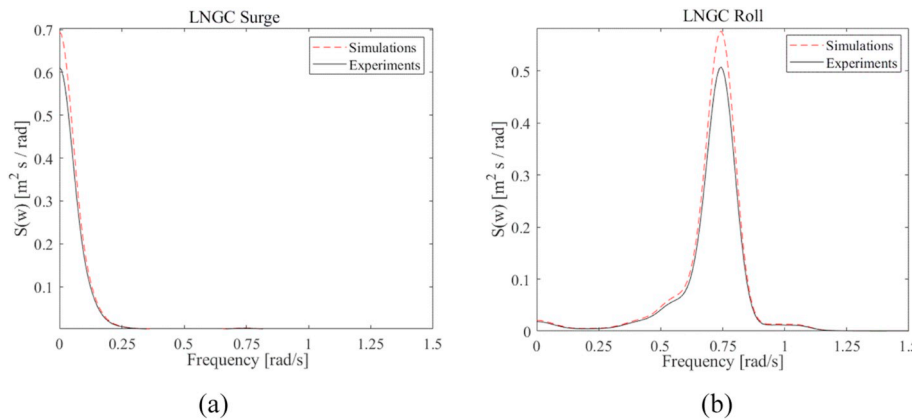 LNGC Surge
0.7
0.6
0.5
0.4
0.3
0.2
0.1
S(w) [m² s / rad]
Simulations
Experiments
0 0.25 0.5 0.75 1 1.25 1.5
Frequency [rad/s]
(a)
LNGC Roll
0.5
0.4
0.3
0.2
0.1
0
S(w) [m² s / rad]
Simulations
Experiments
0 0.25 0.5 0.75 1 1.25 1.5
Frequency [rad/s]
(b)